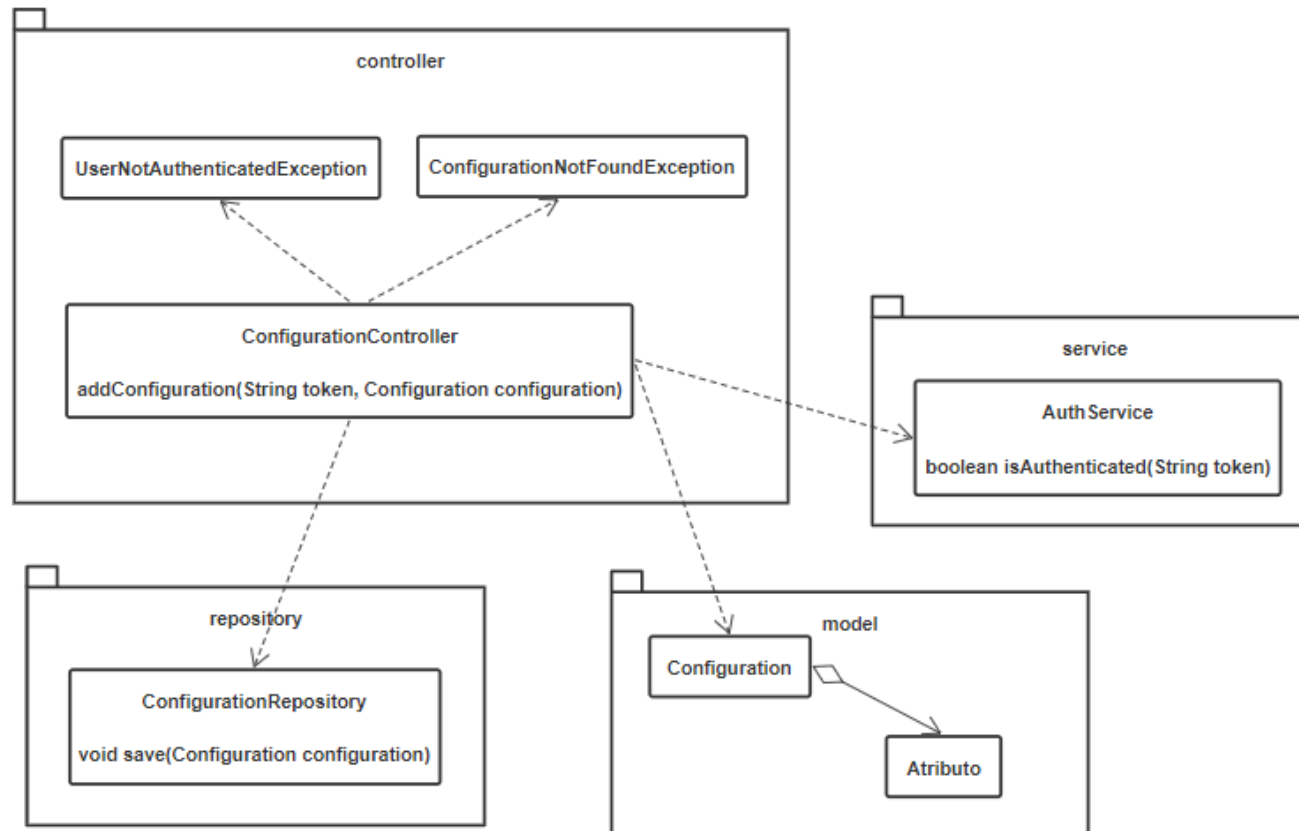 controller
UserNotAuthenticatedException
ConfigurationNotFoundException
ConfigurationController
addConfiguration(String token, Configuration configuration)
service
AuthService
boolean isAuthenticated(String token)
repository
ConfigurationRepository
void save(Configuration configuration)
model
Configuration
Atributo